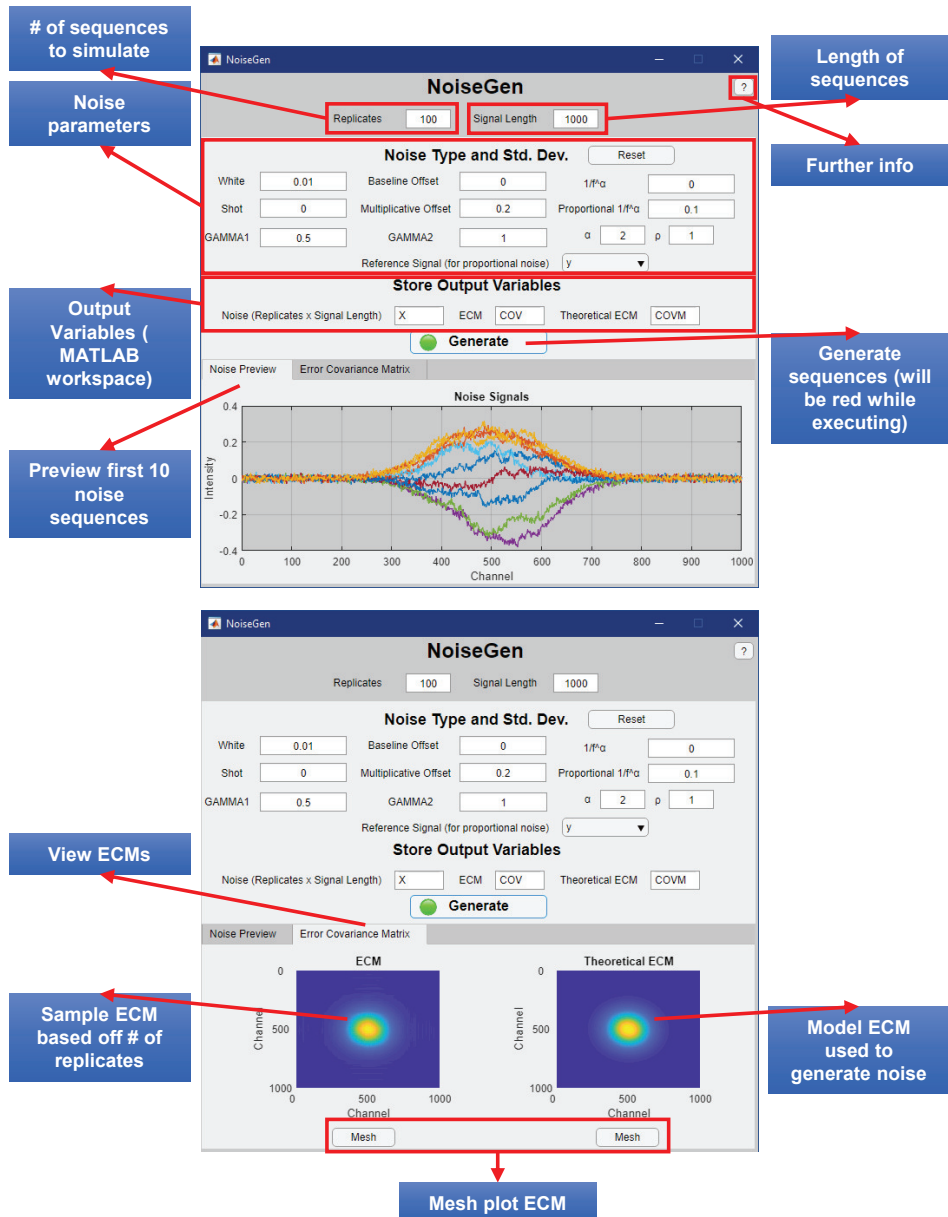 # of sequences
to simulate
Noise
parameters
Output
Variables (
MATLAB
workspace)
Preview first 10
noise
sequences
NoiseGen
NoiseGen
?
Replicates 100 Signal Length 1000
Noise Type and Std. Dev. Reset
White 0.01 Baseline Offset 0 1/f^α 0
Shot 0 Multiplicative Offset 0.2 Proportional 1/f^α 0.1
GAMMA1 0.5 GAMMA2 1 α 2 ρ 1
Reference Signal (for proportional noise) y
Store Output Variables
Noise (Replicates x Signal Length) X ECM COV Theoretical ECM COVM
Generate
Noise Preview Error Covariance Matrix
Noise Signals
0.4
0.2
0
-0.2
-0.4
Intensity
0 100 200 300 400 500 600 700 800 900 1000
Channel
Length of
sequences
Further info
Generate
sequences (will
be red while
executing)
NoiseGen
NoiseGen
?
Replicates 100 Signal Length 1000
Noise Type and Std. Dev. Reset
White 0.01 Baseline Offset 0 1/f^α 0
Shot 0 Multiplicative Offset 0.2 Proportional 1/f^α 0.1
GAMMA1 0.5 GAMMA2 1 α 2 ρ 1
Reference Signal (for proportional noise) y
Store Output Variables
Noise (Replicates x Signal Length) X ECM COV Theoretical ECM COVM
Generate
Noise Preview Error Covariance Matrix
View ECMs
Sample ECM
based off # of
replicates
ECM
0
500
1000
Channel
0 500 1000
Channel
Mesh
Theoretical ECM
0
500
1000
Channel
0 500 1000
Channel
Mesh
Model ECM
used to
generate noise
Mesh plot ECM